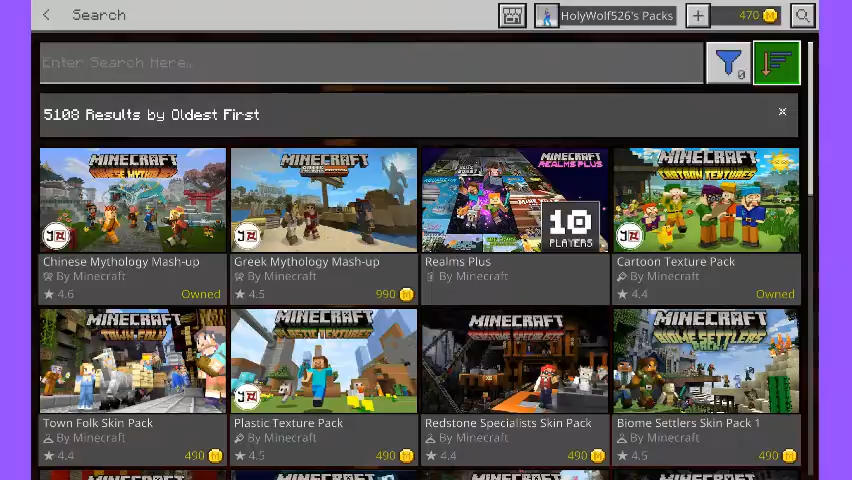 Search
HolyWolf526's Packs
470
Enter Search Here..
0
5108 Results by Oldest First
MINECRAFT
MINECRAFT
MINECRAFT
MINECRAFT
REALMS PLUS
CARTOON TEXTURES
10
PLAYERS
Chinese Mythology Mash-up
Greek Mythology Mash-up
Realms Plus
Cartoon Texture Pack
By Minecraft
By Minecraft
By Minecraft
By Minecraft
4.6
Owned
4.5
990
4.4
Owned
MINECRAFT
MINECRAFT
MINECRAFT
MINECRAFT
TOWN FOLK
PLASTIC TEXTURES
BIOME SETTLERS
Town Folk Skin Pack
Plastic Texture Pack
Redstone Specialists Skin Pack
Biome Settlers Skin Pack 1
By Minecraft
By Minecraft
By Minecraft
By Minecraft
4.4
490
4.5
490
4.4
490
4.5
490